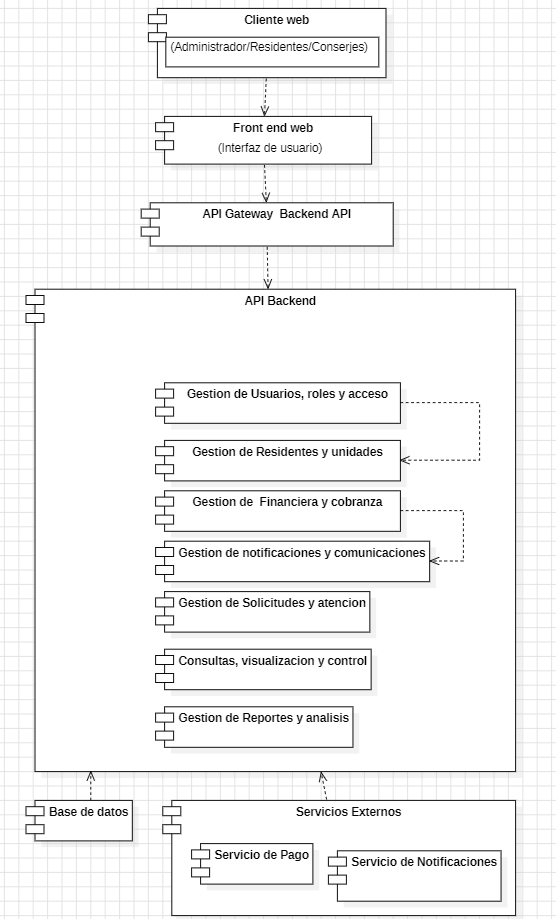 Cliente web
(Administrador/Residentes/Conserjes)
Front end web
(Interfaz de usuario)
API Gateway  Backend API
API Backend
Gestion de Usuarios, roles y acceso
Gestion de Residentes y unidades
Gestion de  Financiera y cobranza
Gestion de notificaciones y comunicaciones
Gestion de Solicitudes y atencion
Consultas, visualizacion y control
Gestion de Reportes y analisis
Base de datos
Servicios Externos
Servicio de Pago
Servicio de Notificaciones